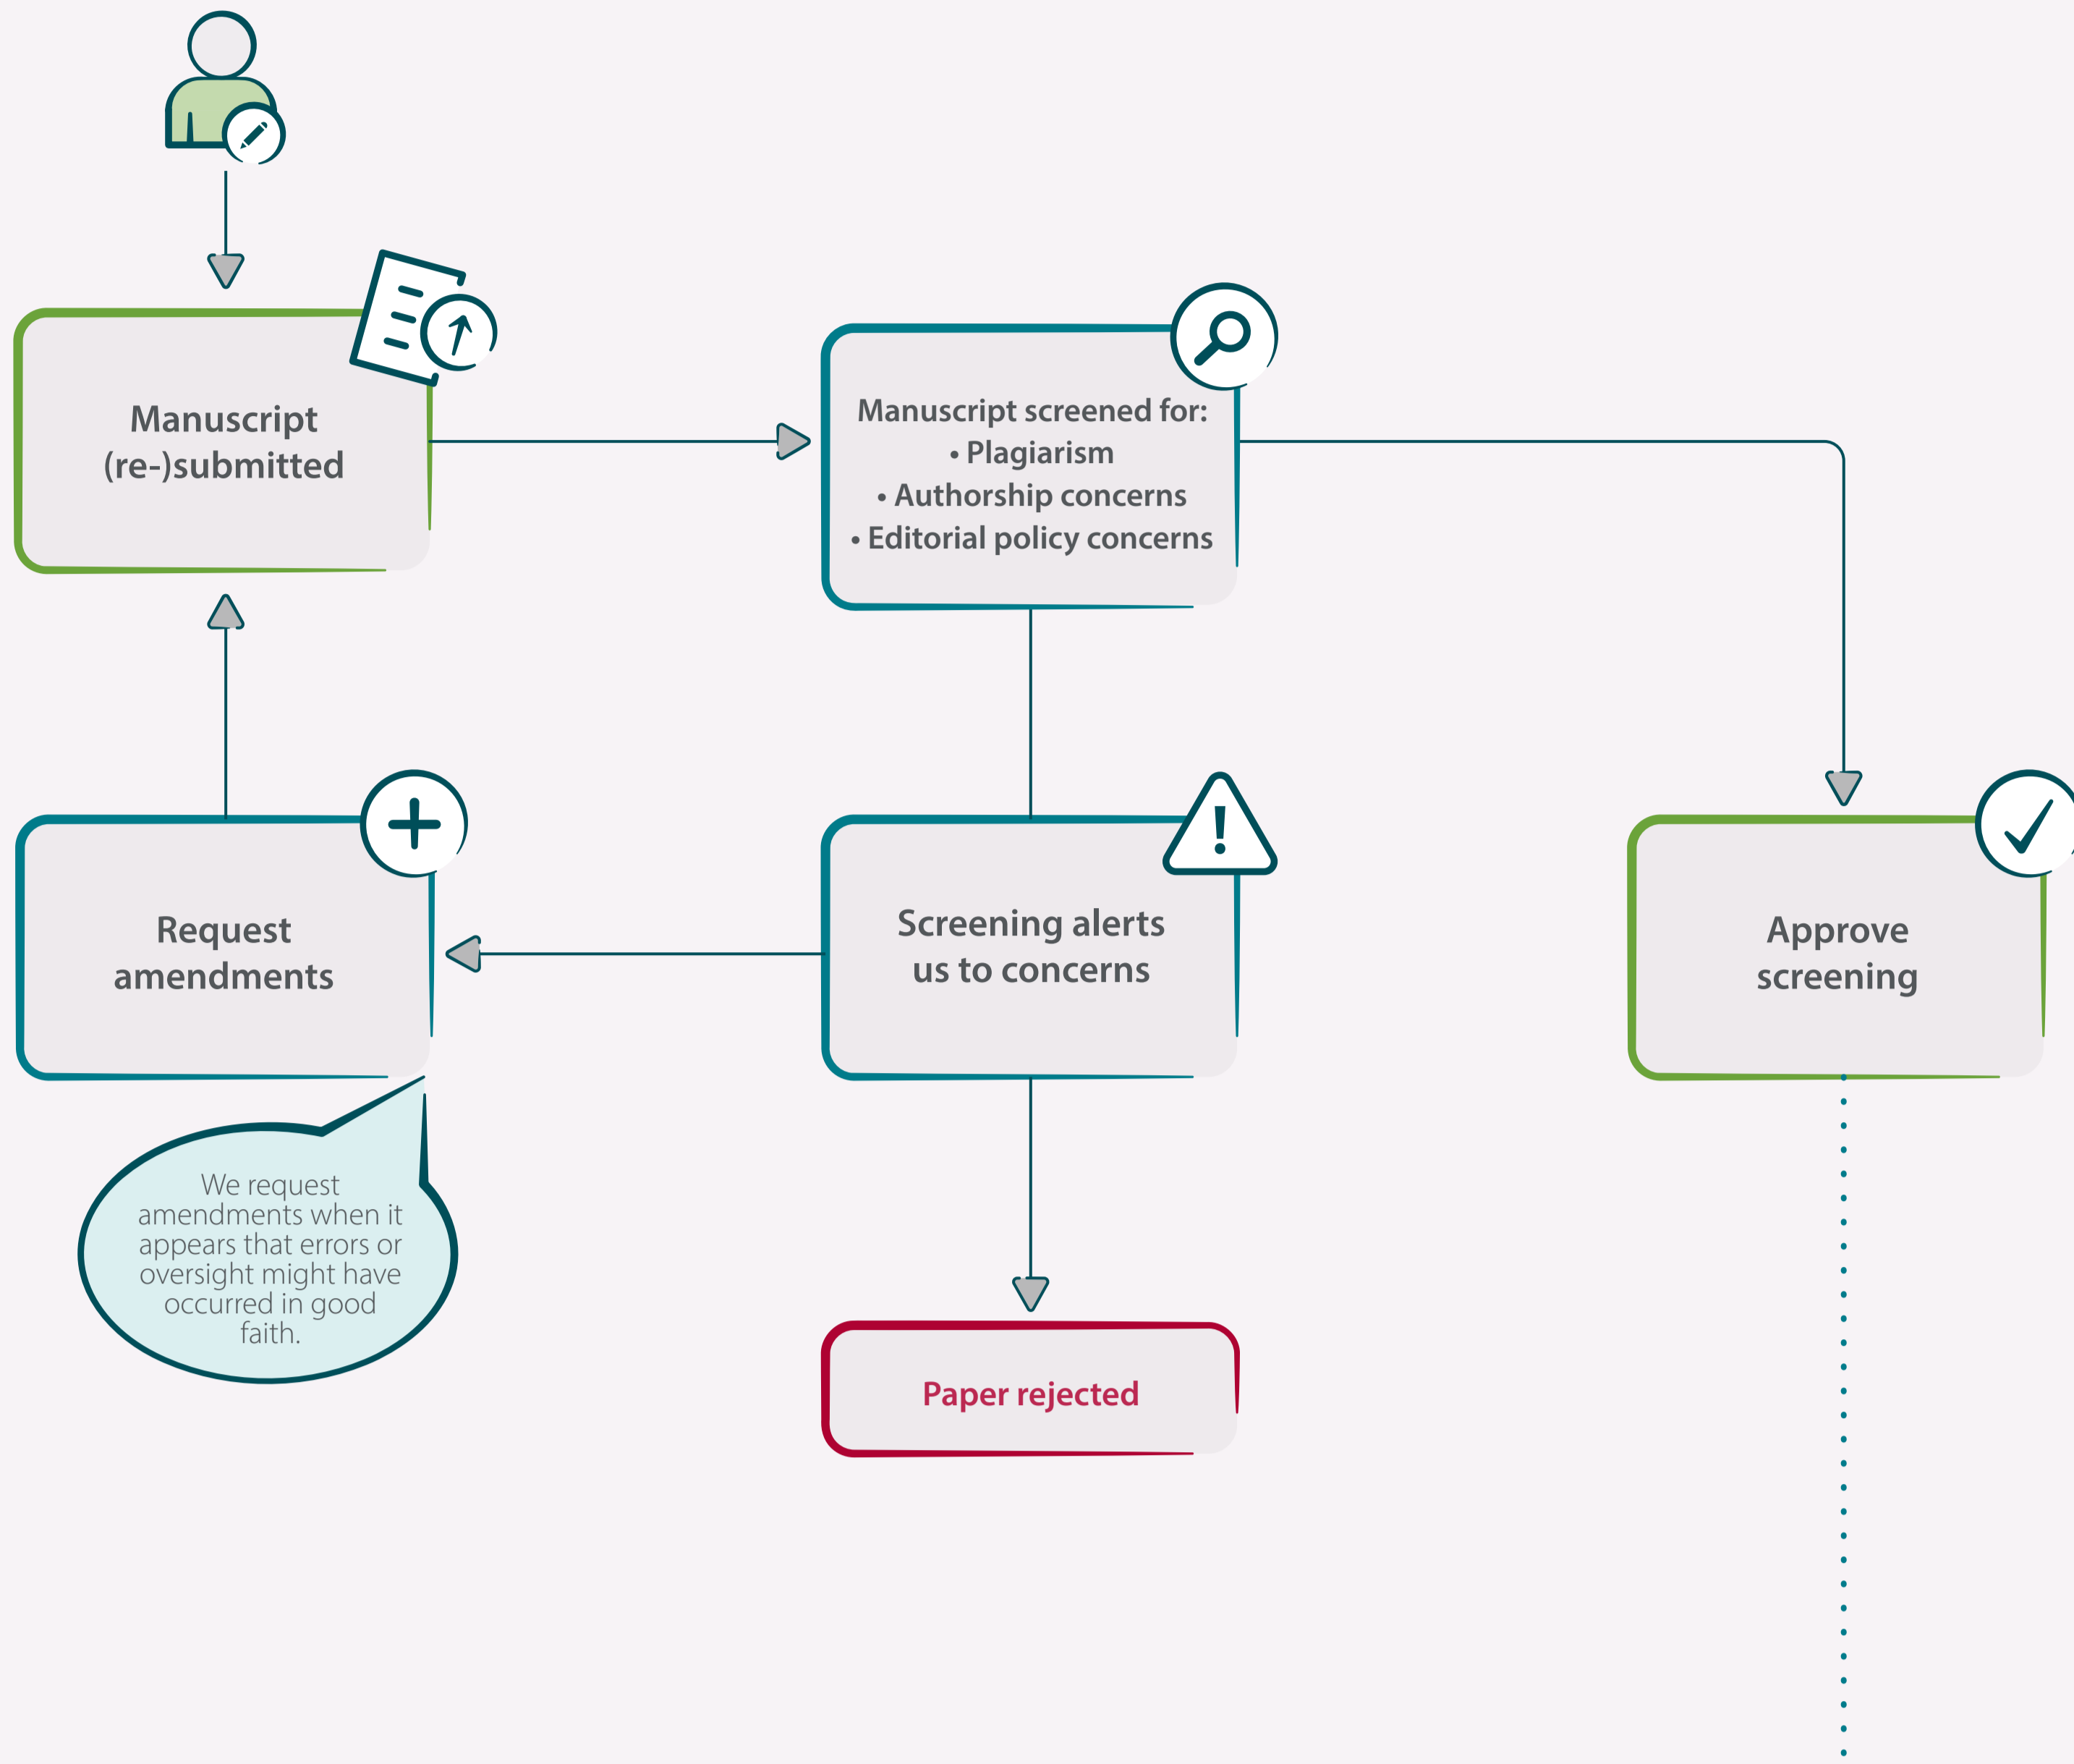 Manuscript
(re-)submitted
Manuscript screened for:
• Plagiarism
• Authorship concerns
• Editorial policy concerns
Request
amendments
Screening alerts
us to concerns
Approve
screening
We request
amendments when it
appears that errors or
oversight might have
occurred in good
faith.
Paper rejected